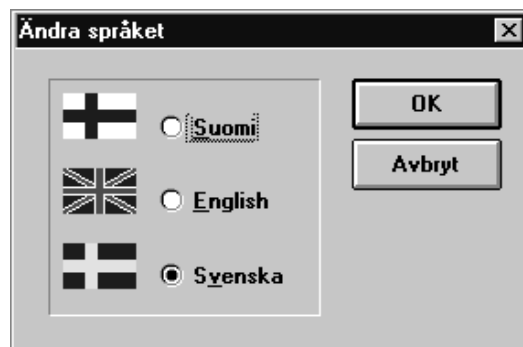 Ändra språket
Suomi
English
Svenska
OK
Avbryt